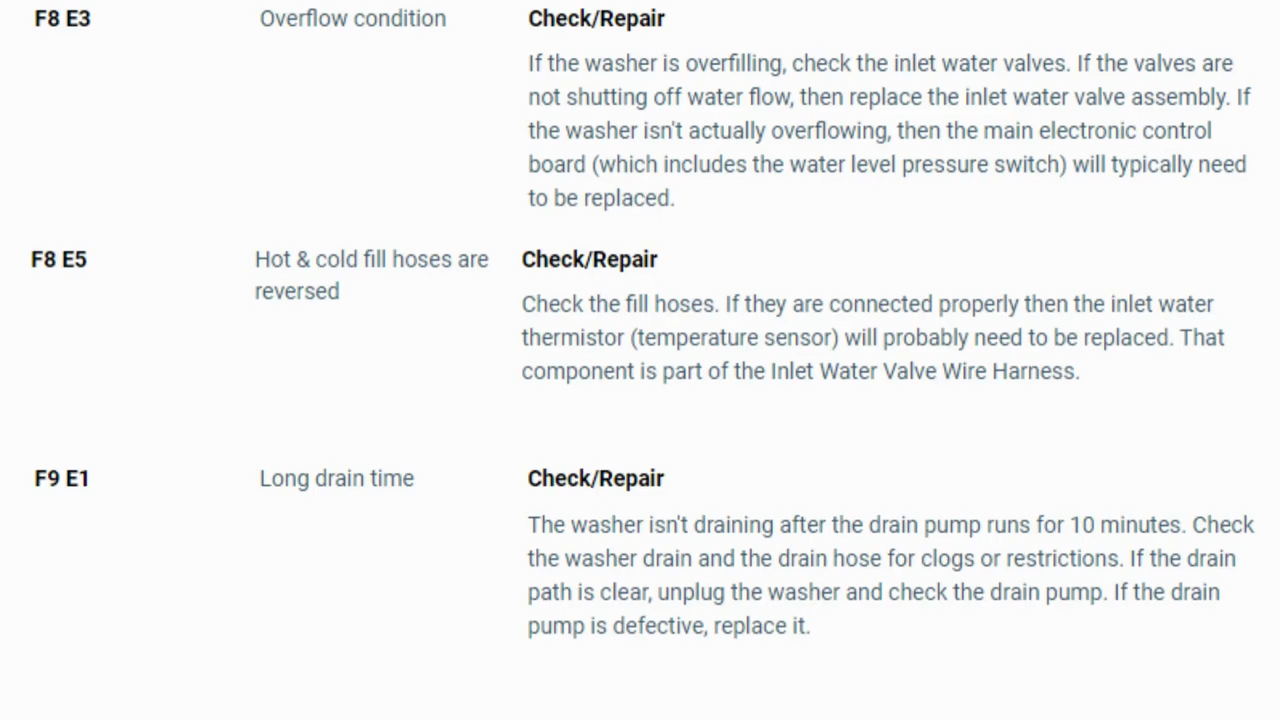 F8 E3 Overflow condition Check/Repair
If the washer is overfilling, check the inlet water valves. If the valves are
not shutting off water flow, then replace the inlet water valve assembly. If
the washer isn't actually overflowing, then the main electronic control
board (which includes the water level pressure switch) will typically need
to be replaced.
F8 E5 Hot & cold fill hoses are Check/Repair
reversed
Check the fill hoses. If they are connected properly then the inlet water
thermistor (temperature sensor) will probably need to be replaced. That
component is part of the Inlet Water Valve Wire Harness.
F9 E1 Long drain time Check/Repair
The washer isn't draining after the drain pump runs for 10 minutes. Check
the washer drain and the drain hose for clogs or restrictions. If the drain
path is clear, unplug the washer and check the drain pump. If the drain
pump is defective, replace it.